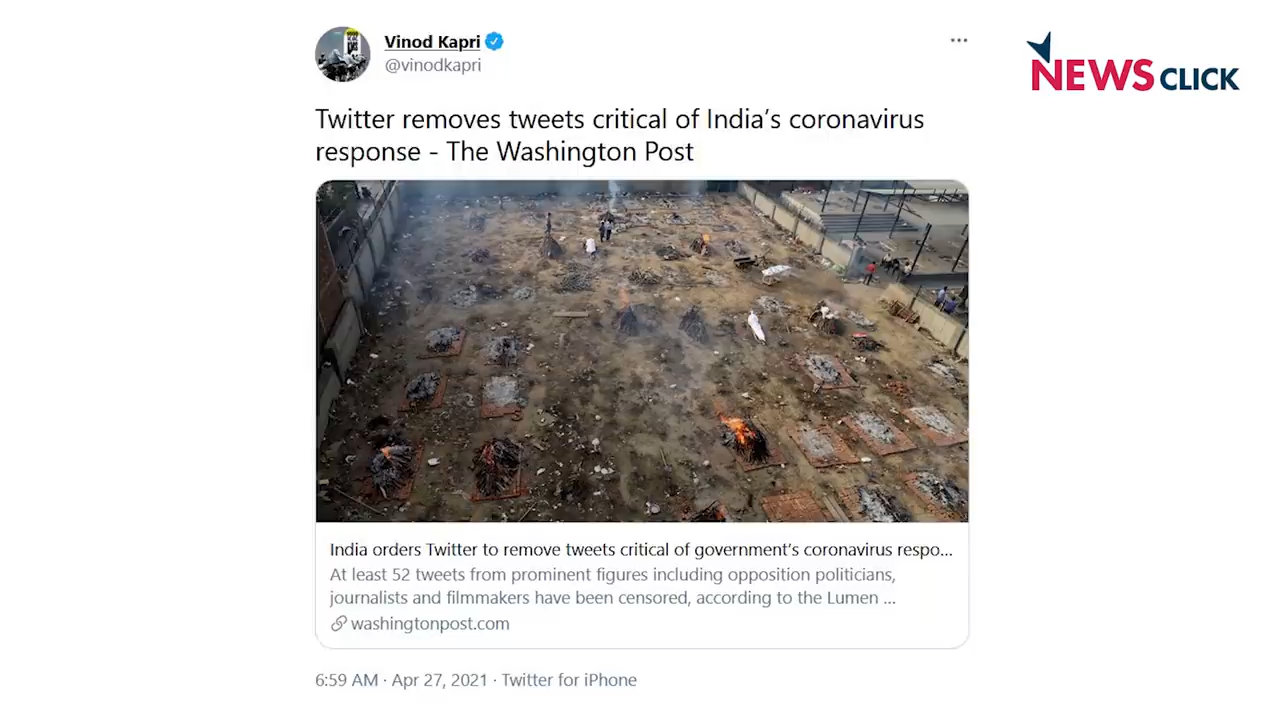 Vinod Kapri
@vinodkapri
NEWS CLICK
Twitter removes tweets critical of India’s coronavirus
response - The Washington Post
India orders Twitter to remove tweets critical of government’s coronavirus respo...
At least 52 tweets from prominent figures including opposition politicians,
journalists and filmmakers have been censored, according to the Lumen ...
washingtonpost.com
6:59 AM · Apr 27, 2021 · Twitter for iPhone